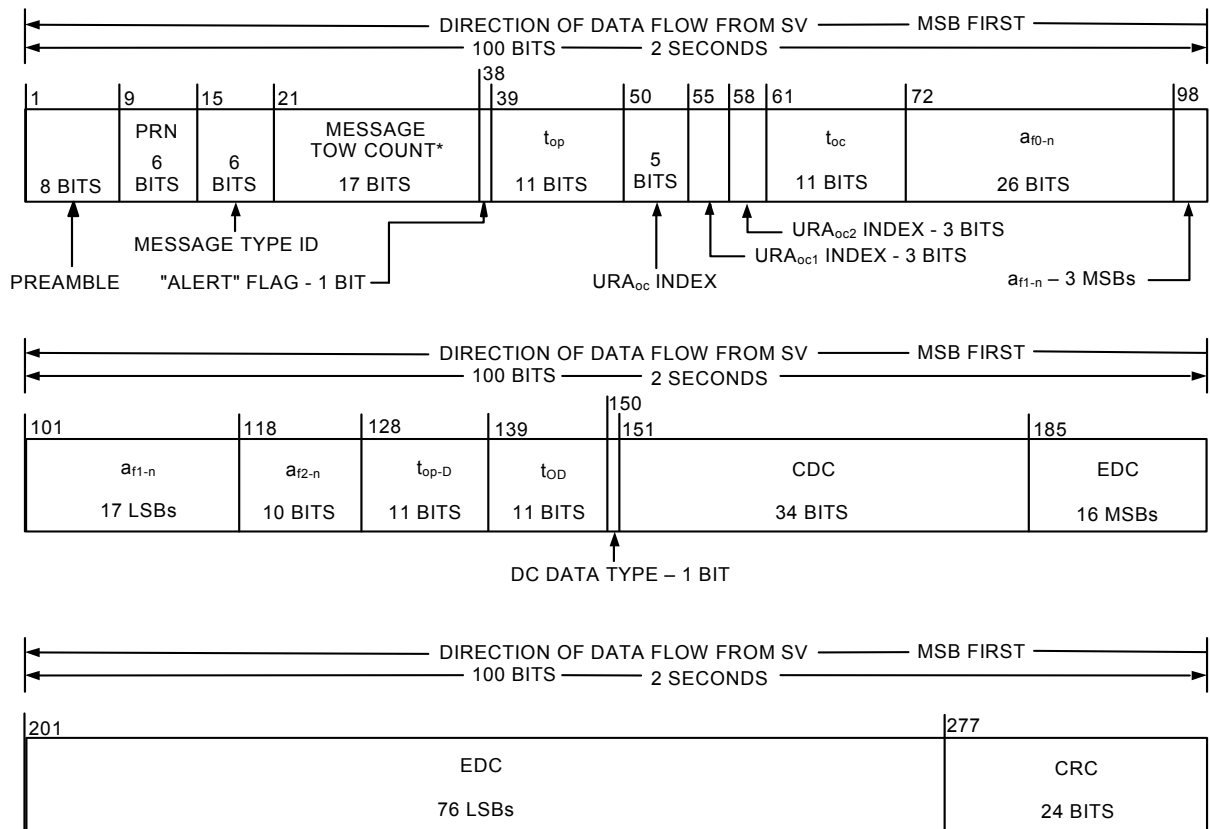 DIRECTION OF DATA FLOW FROM SV MSB FIRST
100 BITS 2 SECONDS
1 9 15 21 38 39 50 55 58 61 72 98
PRN MESSAGE t_op t_oc a_f0-n
TOW COUNT*
6 6 5
8 BITS BITS BITS 17 BITS 11 BITS BITS 11 BITS 26 BITS
URA_oc2 INDEX - 3 BITS
MESSAGE TYPE ID
URA_oc1 INDEX - 3 BITS
PREAMBLE "ALERT" FLAG - 1 BIT URA_oc INDEX a_f1-n – 3 MSBs
DIRECTION OF DATA FLOW FROM SV MSB FIRST
100 BITS 2 SECONDS
101 118 128 139 150 151 185
a_f1-n a_f2-n t_op-D t_OD CDC EDC
17 LSBs 10 BITS 11 BITS 11 BITS 34 BITS 16 MSBs
DC DATA TYPE – 1 BIT
DIRECTION OF DATA FLOW FROM SV MSB FIRST
100 BITS 2 SECONDS
201 277
EDC CRC
76 LSBs 24 BITS